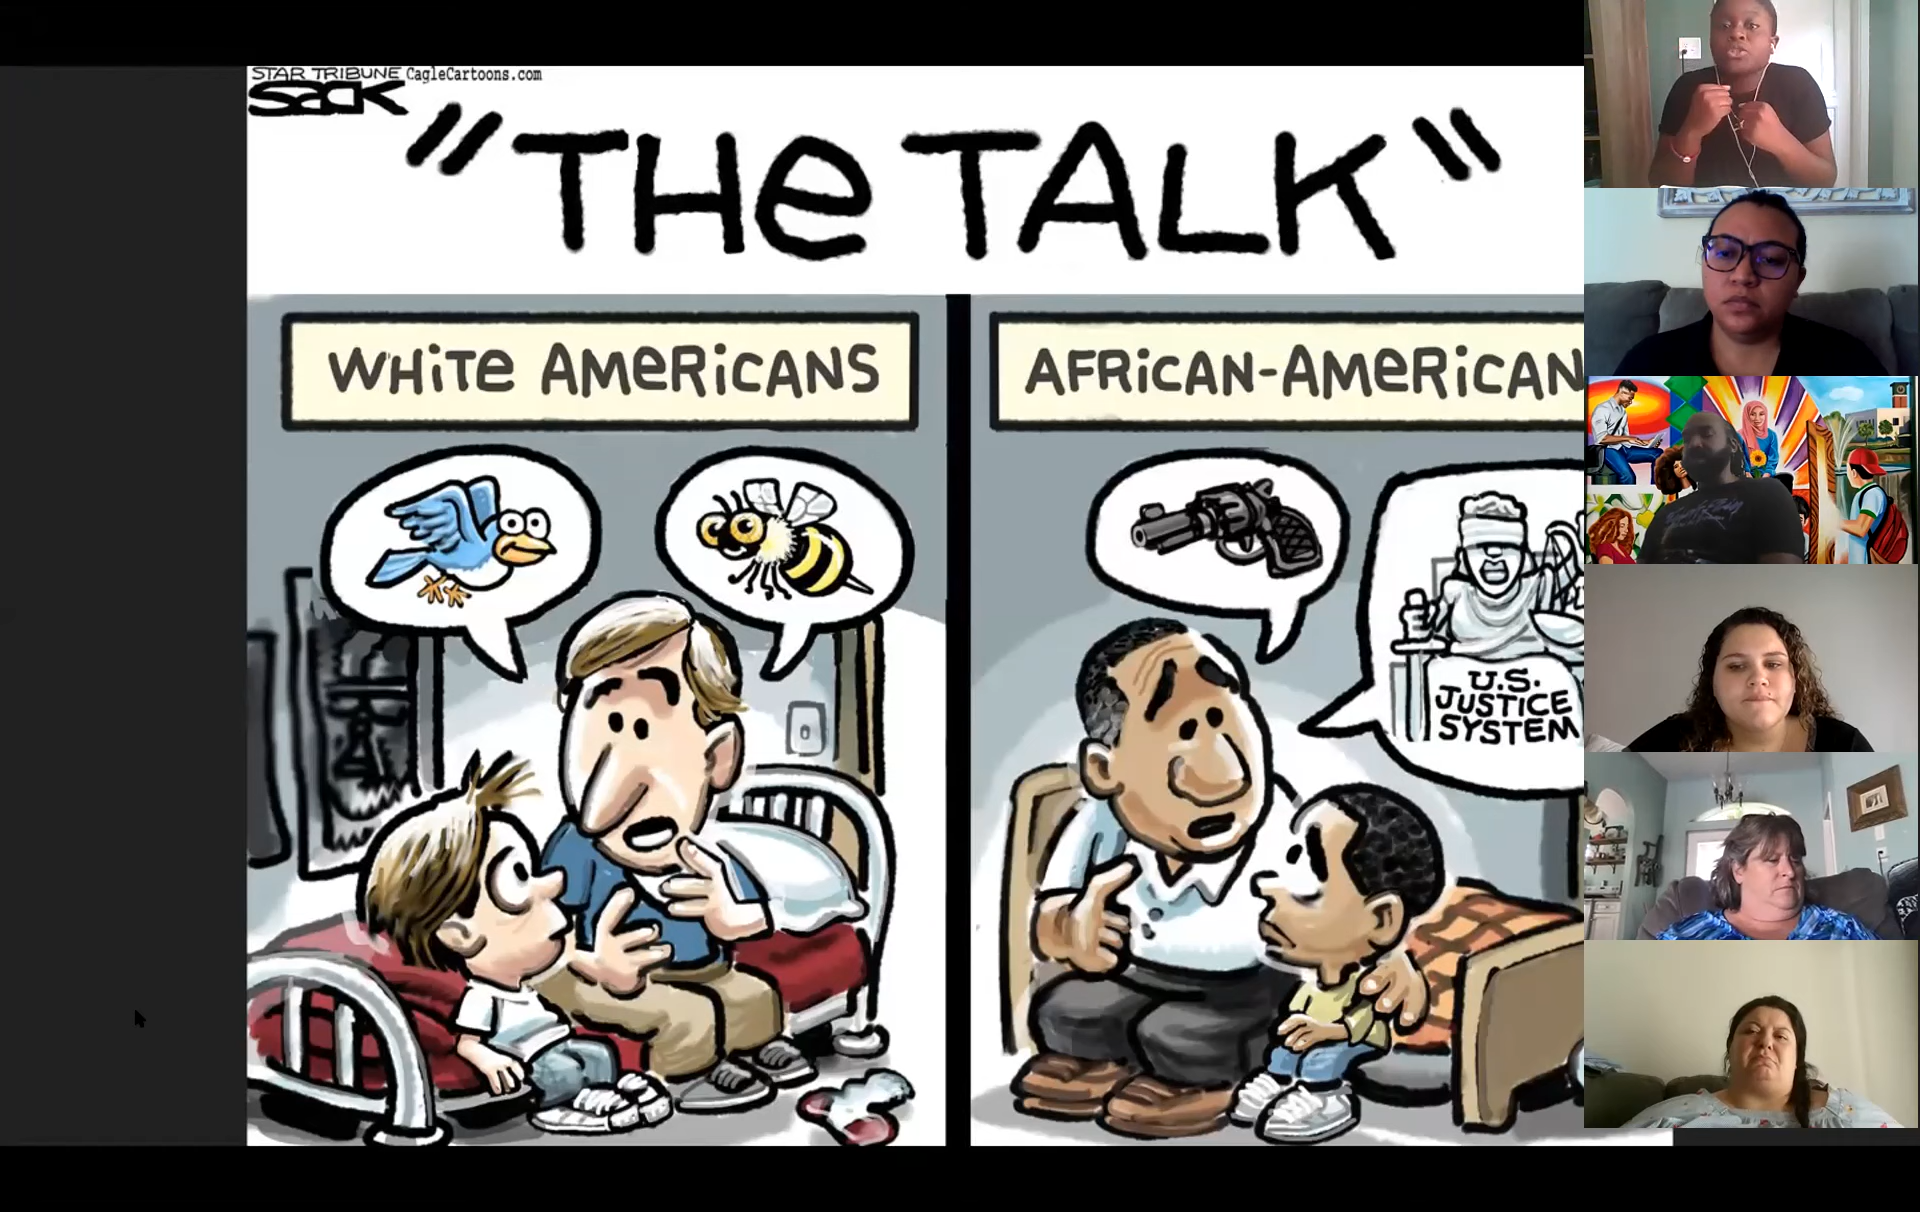 STAR TRIBUNE CagleCartoons.com
SACK
"THE TALK"
WHITE AMERICANS
AFRICAN-AMERICAN
U.S.
JUSTICE
SYSTEM